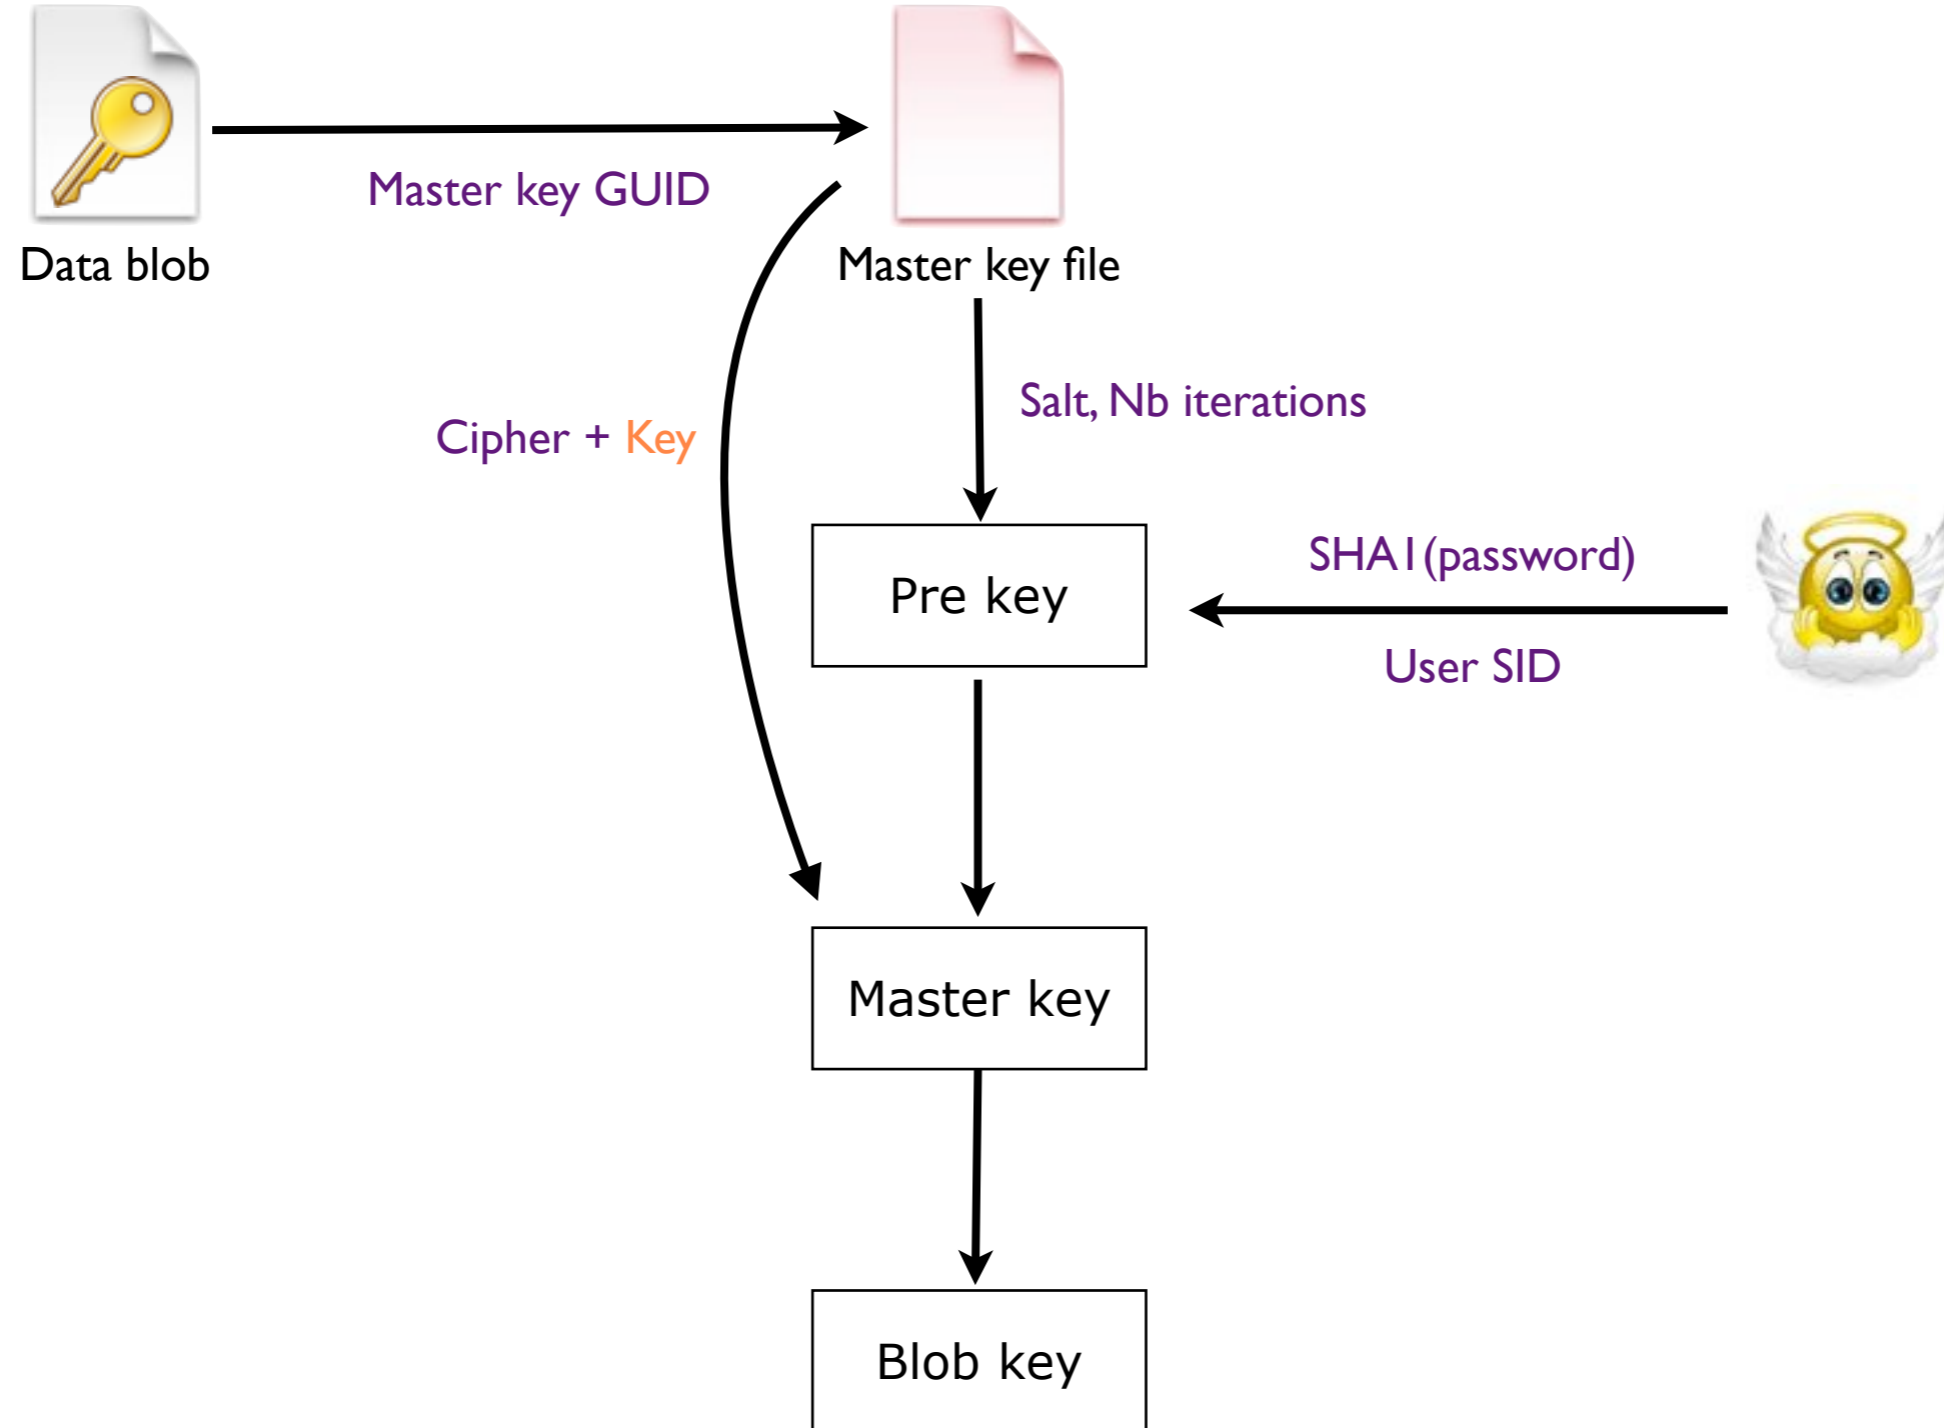 Master key GUID
Data blob
Master key file
Salt, Nb iterations
Cipher + Key
SHA1(password)
Pre key
User SID
Master key
Blob key